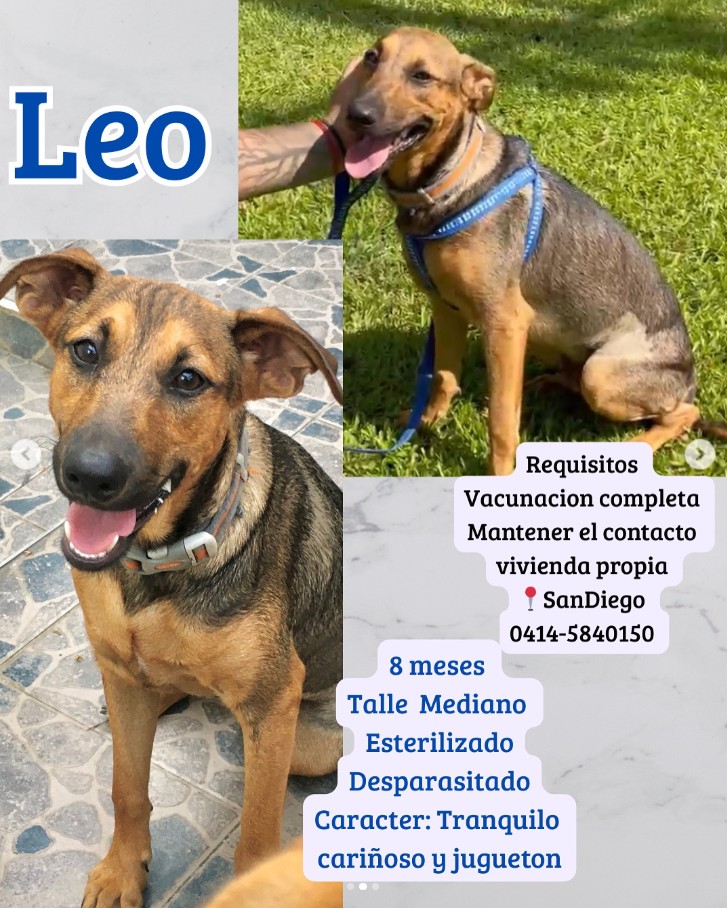 Leo
Requisitos
Vacunacion completa
Mantener el contacto
vivienda propia
📍SanDiego
0414-5840150
8 meses
Talle Mediano
Esterilizado
Desparasitado
Caracter: Tranquilo
cariñoso y jugueton